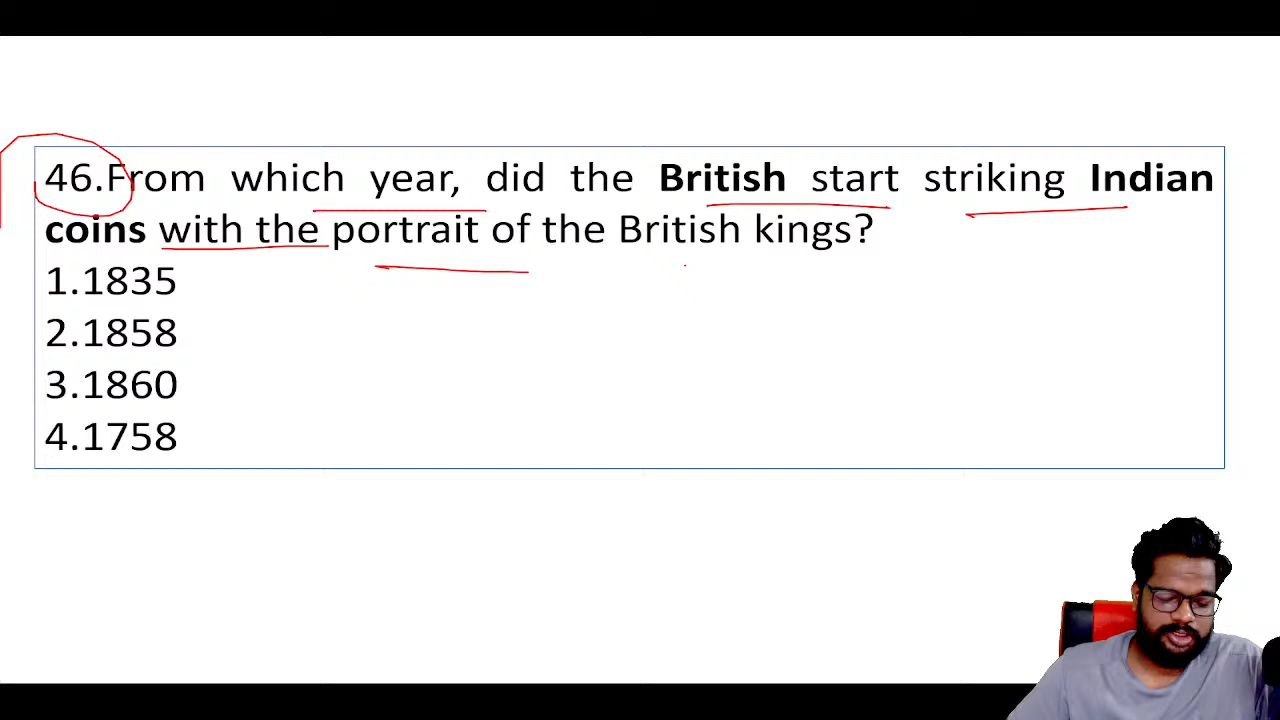 46.From which year, did the British start striking Indian
coins with the portrait of the British kings?
1.1835
2.1858
3.1860
4.1758